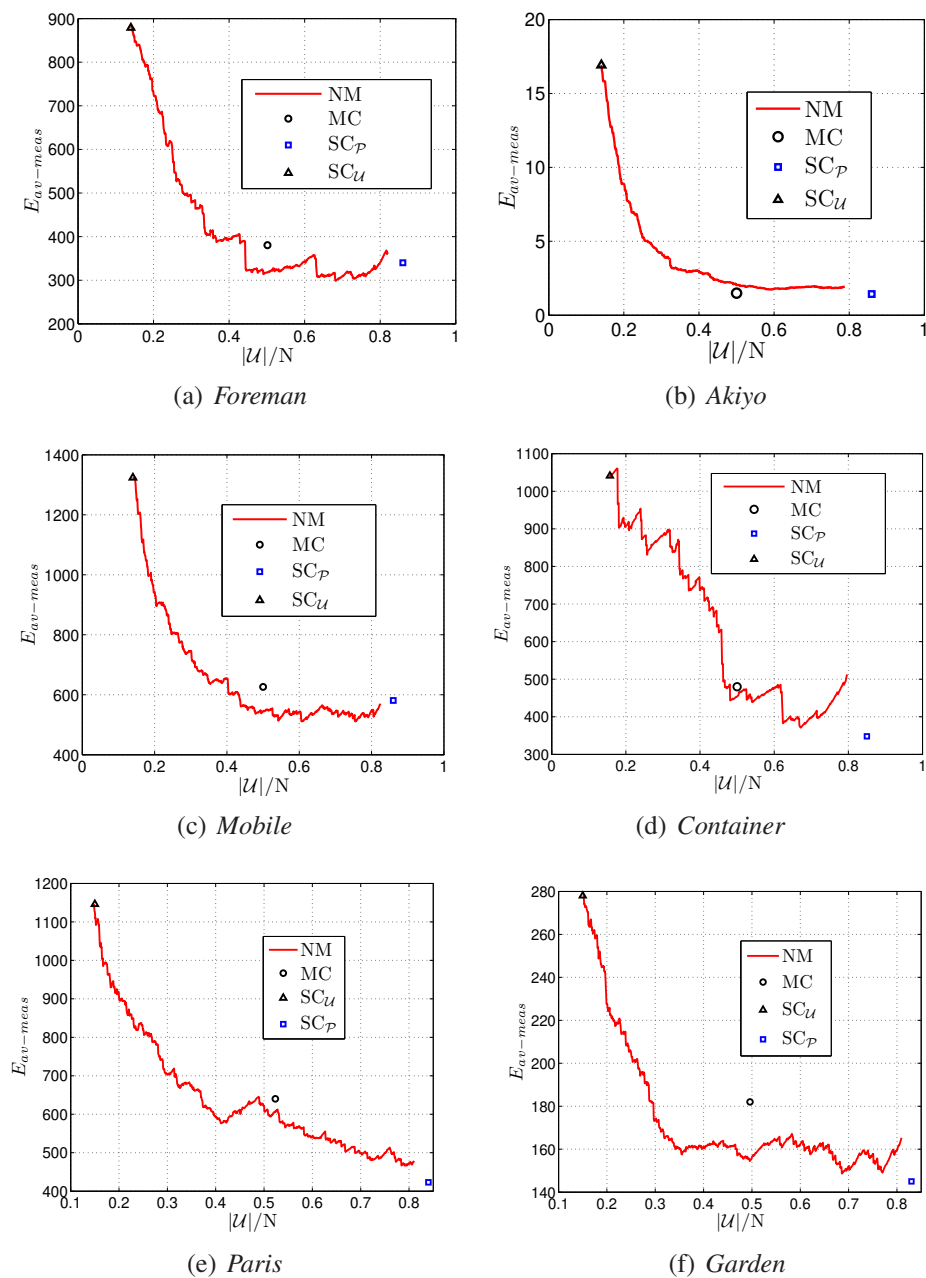 900
800
700
600
500
400
300
200
0
0.2
0.4
0.6
0.8
1
E_{av-meas}
|𝒰|/N
NM
MC
SC_𝒫
SC_𝒰
(a) Foreman
20
15
10
5
0
0
0.2
0.4
0.6
0.8
1
E_{av-meas}
|𝒰|/N
NM
MC
SC_𝒫
SC_𝒰
(b) Akiyo
1400
1200
1000
800
600
400
0
0.2
0.4
0.6
0.8
1
E_{av-meas}
|𝒰|/N
NM
MC
SC_𝒫
SC_𝒰
(c) Mobile
1100
1000
900
800
700
600
500
400
300
0
0.2
0.4
0.6
0.8
1
E_{av-meas}
|𝒰|/N
NM
MC
SC_𝒫
SC_𝒰
(d) Container
1200
1100
1000
900
800
700
600
500
400
0.1
0.2
0.3
0.4
0.5
0.6
0.7
0.8
E_{av-meas}
|𝒰|/N
NM
MC
SC_𝒰
SC_𝒫
(e) Paris
280
260
240
220
200
180
160
140
0.1
0.2
0.3
0.4
0.5
0.6
0.7
0.8
E_{av-meas}
|𝒰|/N
NM
MC
SC_𝒰
SC_𝒫
(f) Garden